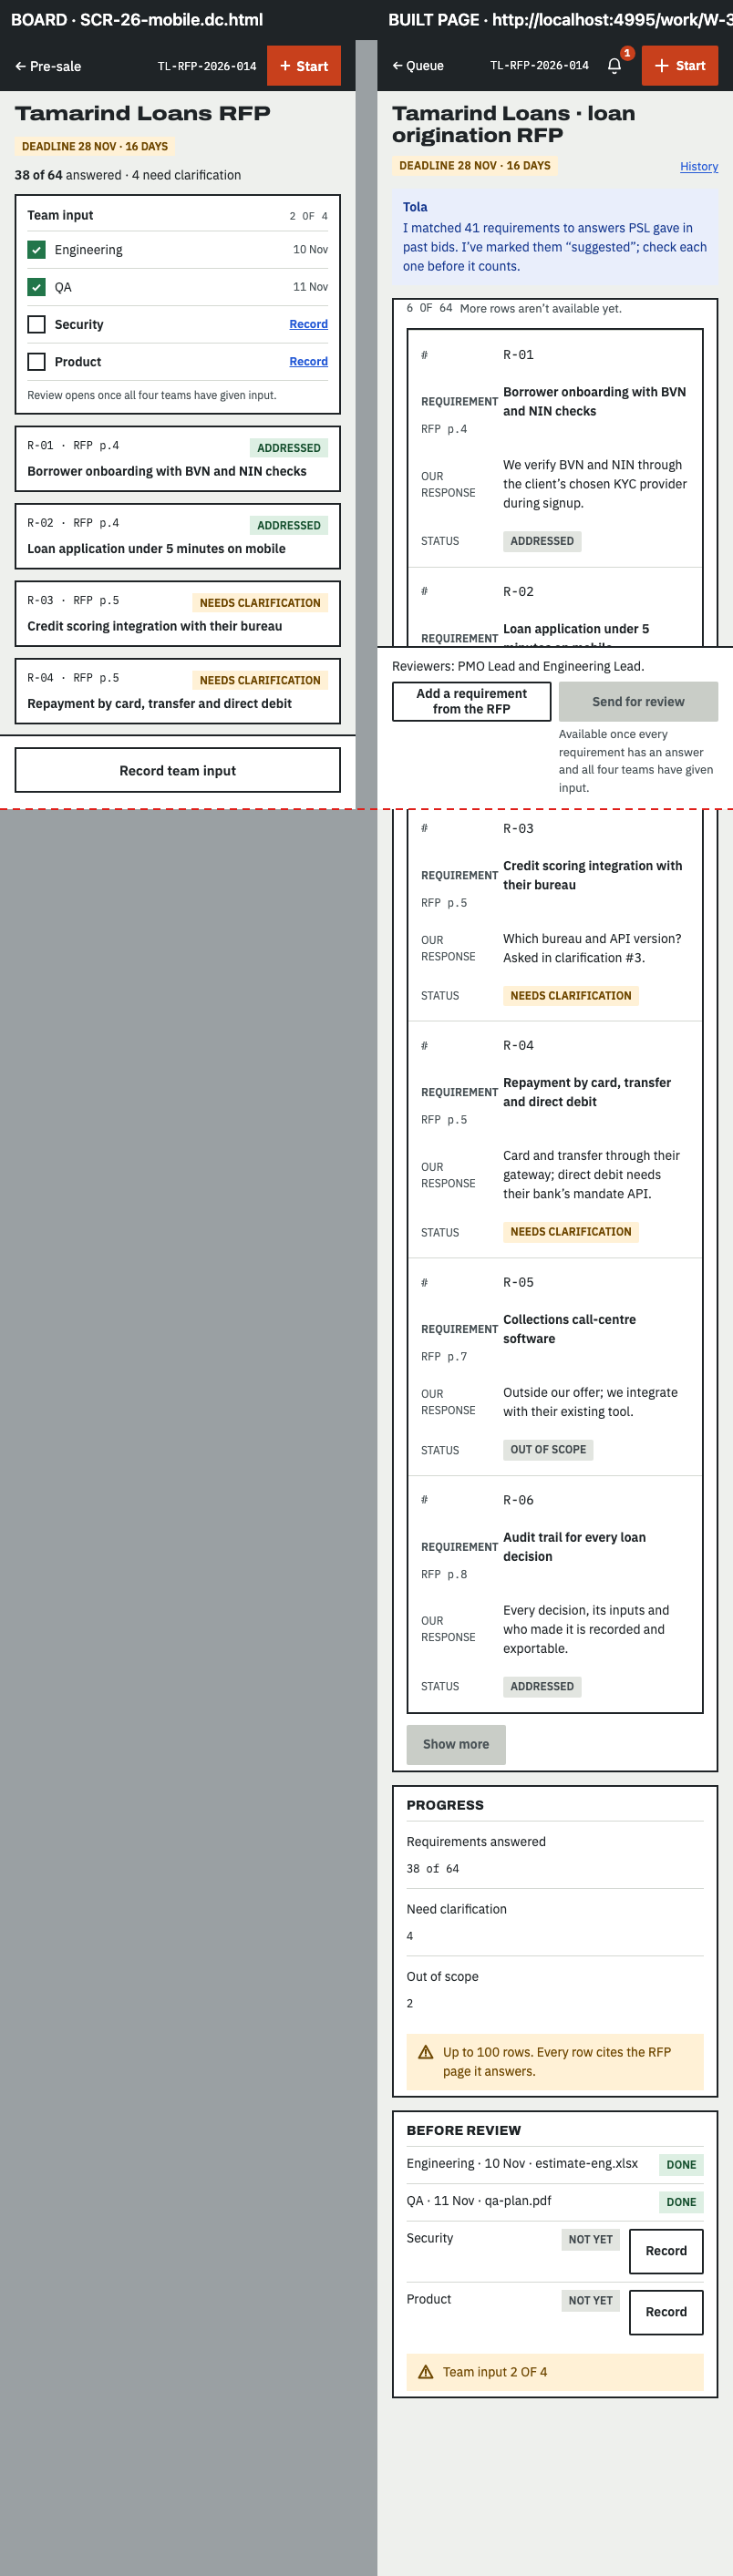 BOARD · SCR-26-mobile.dc.html
← Pre-sale
TL-RFP-2026-014
+ Start
Tamarind Loans RFP
DEADLINE 28 NOV · 16 DAYS
38 of 64 answered · 4 need clarification
Team input
2 OF 4
Engineering
10 Nov
QA
11 Nov
Security
Record
Product
Record
Review opens once all four teams have given input.
R-01 · RFP p.4
ADDRESSED
Borrower onboarding with BVN and NIN checks
R-02 · RFP p.4
ADDRESSED
Loan application under 5 minutes on mobile
R-03 · RFP p.5
NEEDS CLARIFICATION
Credit scoring integration with their bureau
R-04 · RFP p.5
NEEDS CLARIFICATION
Repayment by card, transfer and direct debit
Record team input
BUILT PAGE · http://localhost:4995/work/W-3
← Queue
TL-RFP-2026-014
1
+ Start
Tamarind Loans · loan
origination RFP
DEADLINE 28 NOV · 16 DAYS
History
Tola
I matched 41 requirements to answers PSL gave in
past bids. I’ve marked them “suggested”; check each
one before it counts.
6 OF 64 More rows aren’t available yet.
#
R-01
REQUIREMENT
Borrower onboarding with BVN
and NIN checks
RFP p.4
OUR
RESPONSE
We verify BVN and NIN through
the client’s chosen KYC provider
during signup.
STATUS
ADDRESSED
#
R-02
REQUIREMENT
Loan application under 5
Reviewers: PMO Lead and Engineering Lead.
Add a requirement
from the RFP
Send for review
Available once every
requirement has an answer
and all four teams have given
input.
#
R-03
REQUIREMENT
Credit scoring integration with
their bureau
RFP p.5
OUR
RESPONSE
Which bureau and API version?
Asked in clarification #3.
STATUS
NEEDS CLARIFICATION
#
R-04
REQUIREMENT
Repayment by card, transfer
and direct debit
RFP p.5
OUR
RESPONSE
Card and transfer through their
gateway; direct debit needs
their bank’s mandate API.
STATUS
NEEDS CLARIFICATION
#
R-05
REQUIREMENT
Collections call-centre
software
RFP p.7
OUR
RESPONSE
Outside our offer; we integrate
with their existing tool.
STATUS
OUT OF SCOPE
#
R-06
REQUIREMENT
Audit trail for every loan
decision
RFP p.8
OUR
RESPONSE
Every decision, its inputs and
who made it is recorded and
exportable.
STATUS
ADDRESSED
Show more
PROGRESS
Requirements answered
38 of 64
Need clarification
4
Out of scope
2
Up to 100 rows. Every row cites the RFP
page it answers.
BEFORE REVIEW
Engineering · 10 Nov · estimate-eng.xlsx
DONE
QA · 11 Nov · qa-plan.pdf
DONE
Security
NOT YET
Record
Product
NOT YET
Record
Team input 2 OF 4